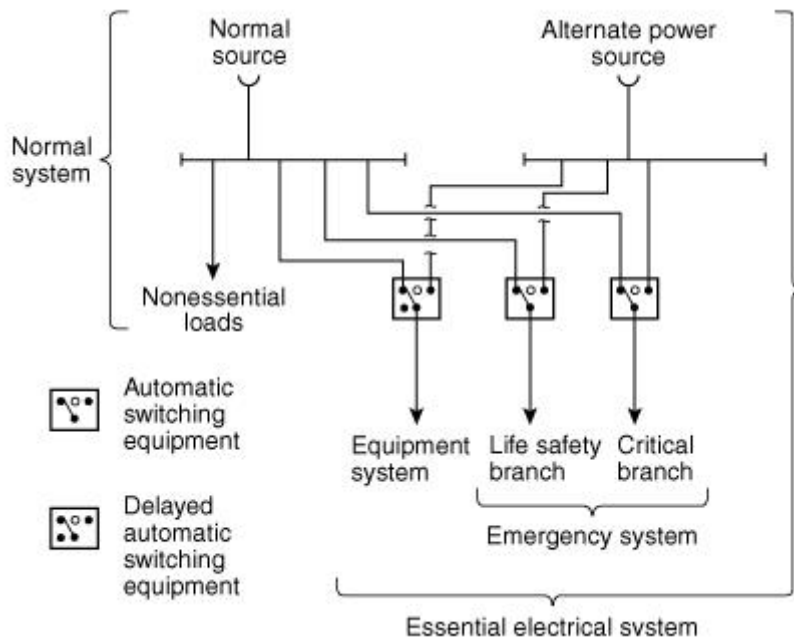 Normal
source
Alternate power
source
Normal
system
Nonessential
loads
Automatic
switching
equipment
Delayed
automatic
switching
equipment
Equipment
system
Life safety
branch
Critical
branch
Emergency system
Essential electrical system